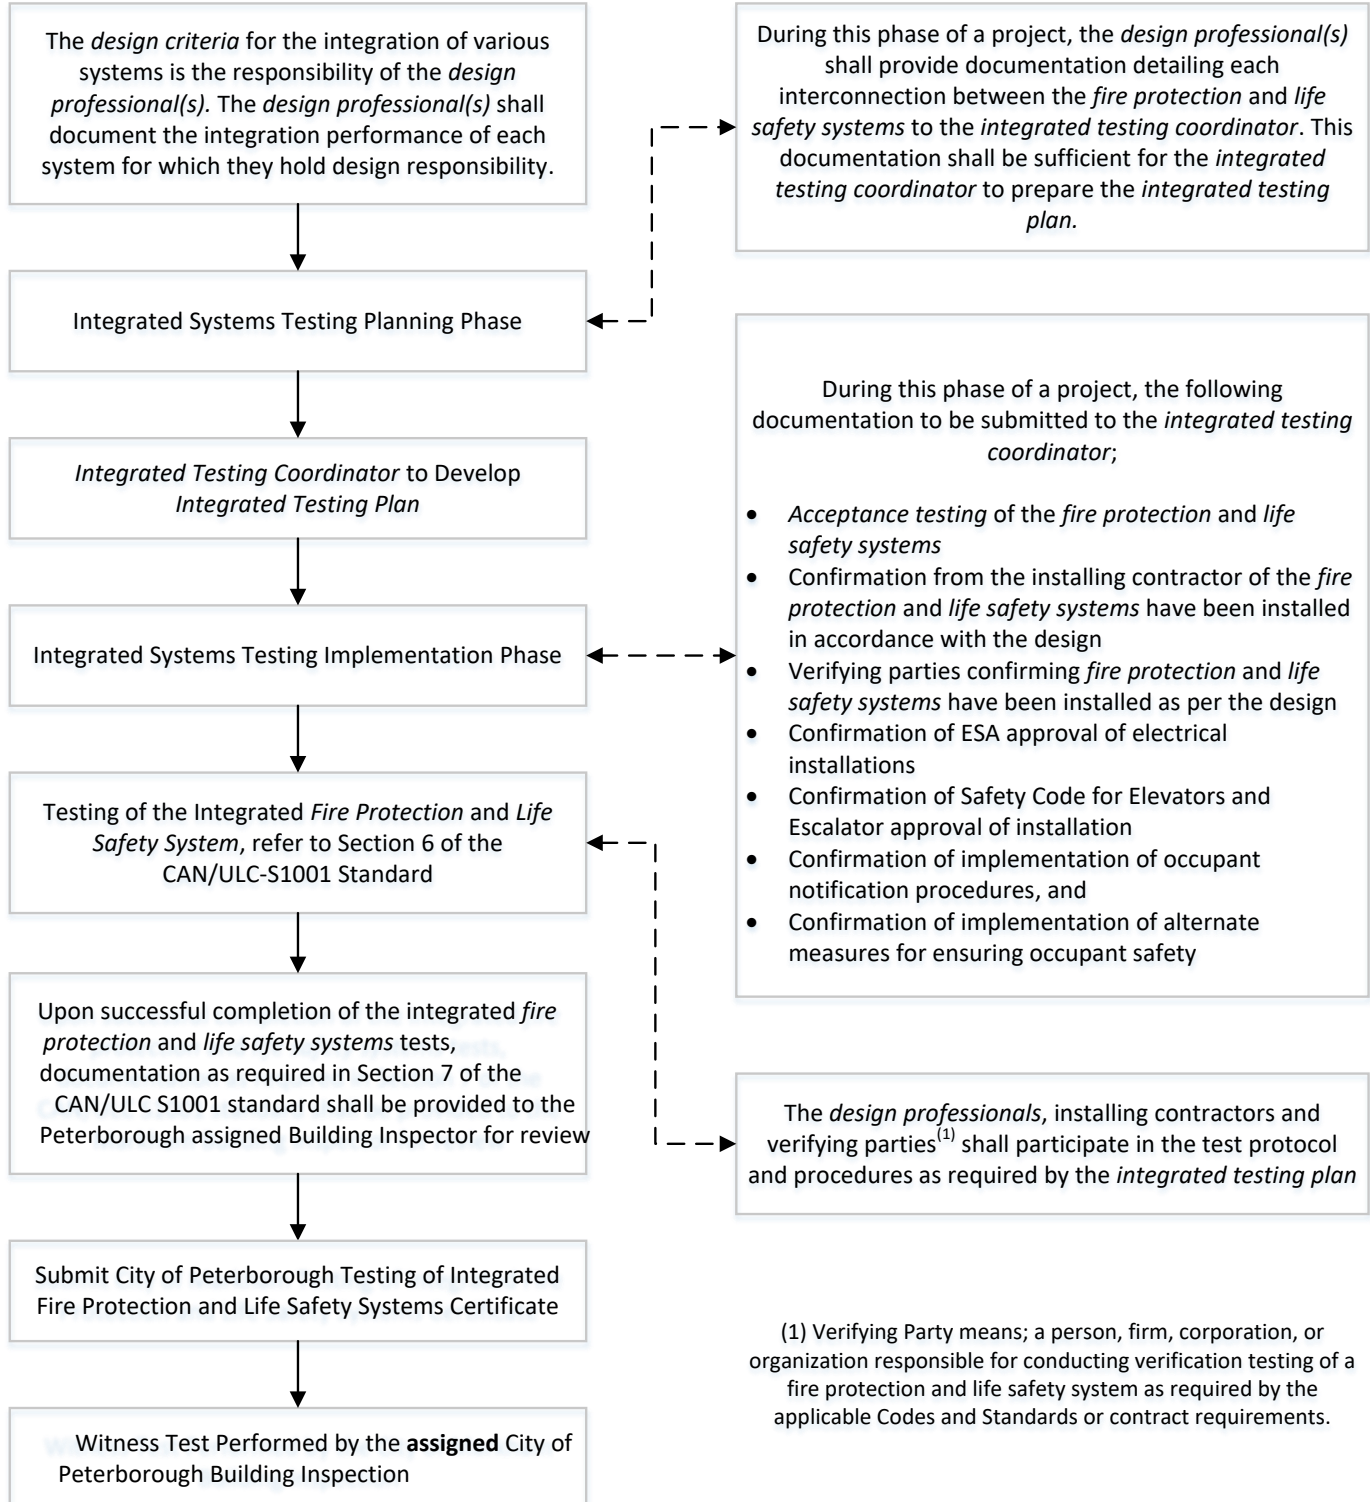 The design criteria for the integration of various
systems is the responsibility of the design
professional(s). The design professional(s) shall
document the integration performance of each
system for which they hold design responsibility.
During this phase of a project, the design professional(s)
shall provide documentation detailing each
interconnection between the fire protection and life
safety systems to the integrated testing coordinator. This
documentation shall be sufficient for the integrated
testing coordinator to prepare the integrated testing
plan.
Integrated Systems Testing Planning Phase
Integrated Testing Coordinator to Develop
Integrated Testing Plan
Integrated Systems Testing Implementation Phase
During this phase of a project, the following
documentation to be submitted to the integrated testing
coordinator;
• Acceptance testing of the fire protection and life
safety systems
• Confirmation from the installing contractor of the fire
protection and life safety systems have been installed
in accordance with the design
• Verifying parties confirming fire protection and life
safety systems have been installed as per the design
• Confirmation of ESA approval of electrical
installations
• Confirmation of Safety Code for Elevators and
Escalator approval of installation
• Confirmation of implementation of occupant
notification procedures, and
• Confirmation of implementation of alternate
measures for ensuring occupant safety
Testing of the Integrated Fire Protection and Life
Safety System, refer to Section 6 of the
CAN/ULC-S1001 Standard
The design professionals, installing contractors and
verifying parties(1) shall participate in the test protocol
and procedures as required by the integrated testing plan
Upon successful completion of the integrated fire
protection and life safety systems tests,
documentation as required in Section 7 of the
CAN/ULC S1001 standard shall be provided to the
Peterborough assigned Building Inspector for review
Submit City of Peterborough Testing of Integrated
Fire Protection and Life Safety Systems Certificate
Witness Test Performed by the assigned City of
Peterborough Building Inspection
(1) Verifying Party means; a person, firm, corporation, or
organization responsible for conducting verification testing of a
fire protection and life safety system as required by the
applicable Codes and Standards or contract requirements.